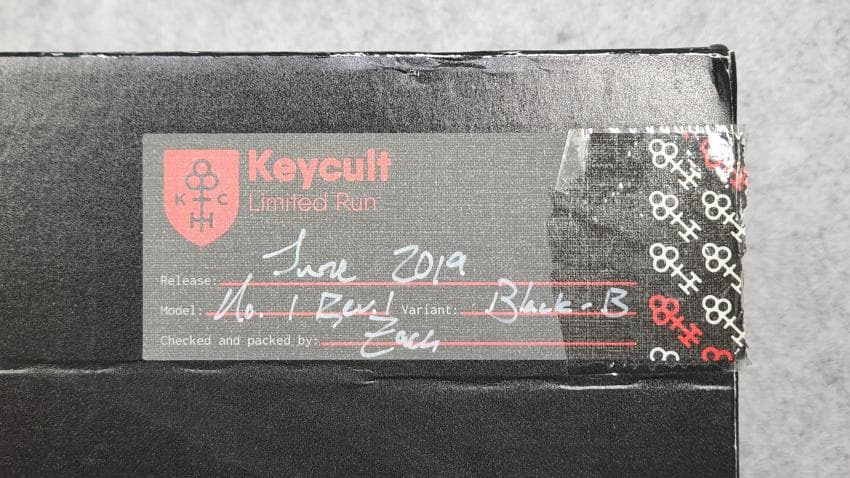 K C
Keycult
Limited Run
Release: June 2019
Model: No. 1 Rev. 1 Variant: Black - B
Checked and packed by: Zach